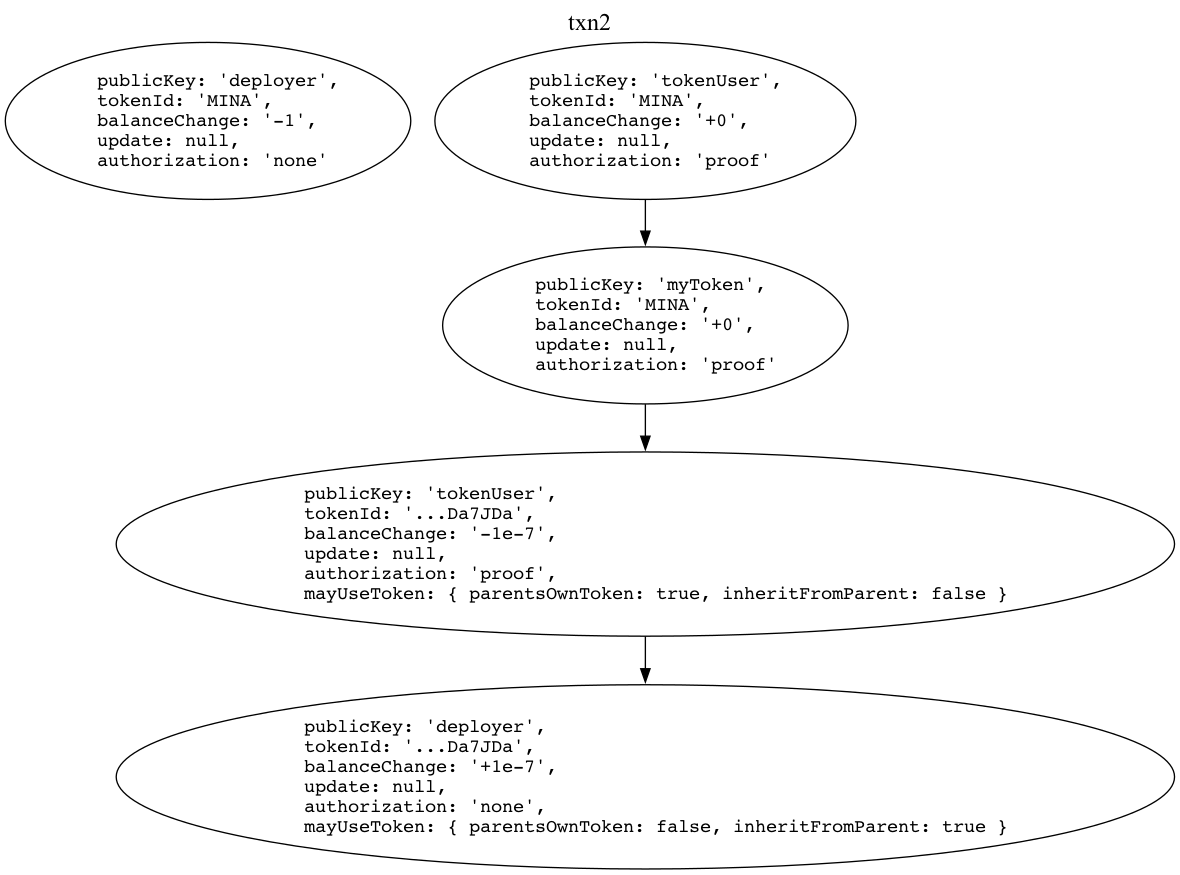 txn2
publicKey: 'deployer',
tokenId: 'MINA',
balanceChange: '-1',
update: null,
authorization: 'none'
publicKey: 'tokenUser',
tokenId: 'MINA',
balanceChange: '+0',
update: null,
authorization: 'proof'
publicKey: 'myToken',
tokenId: 'MINA',
balanceChange: '+0',
update: null,
authorization: 'proof'
publicKey: 'tokenUser',
tokenId: '...Da7JDa',
balanceChange: '-1e-7',
update: null,
authorization: 'proof',
mayUseToken: { parentsOwnToken: true, inheritFromParent: false }
publicKey: 'deployer',
tokenId: '...Da7JDa',
balanceChange: '+1e-7',
update: null,
authorization: 'none',
mayUseToken: { parentsOwnToken: false, inheritFromParent: true }